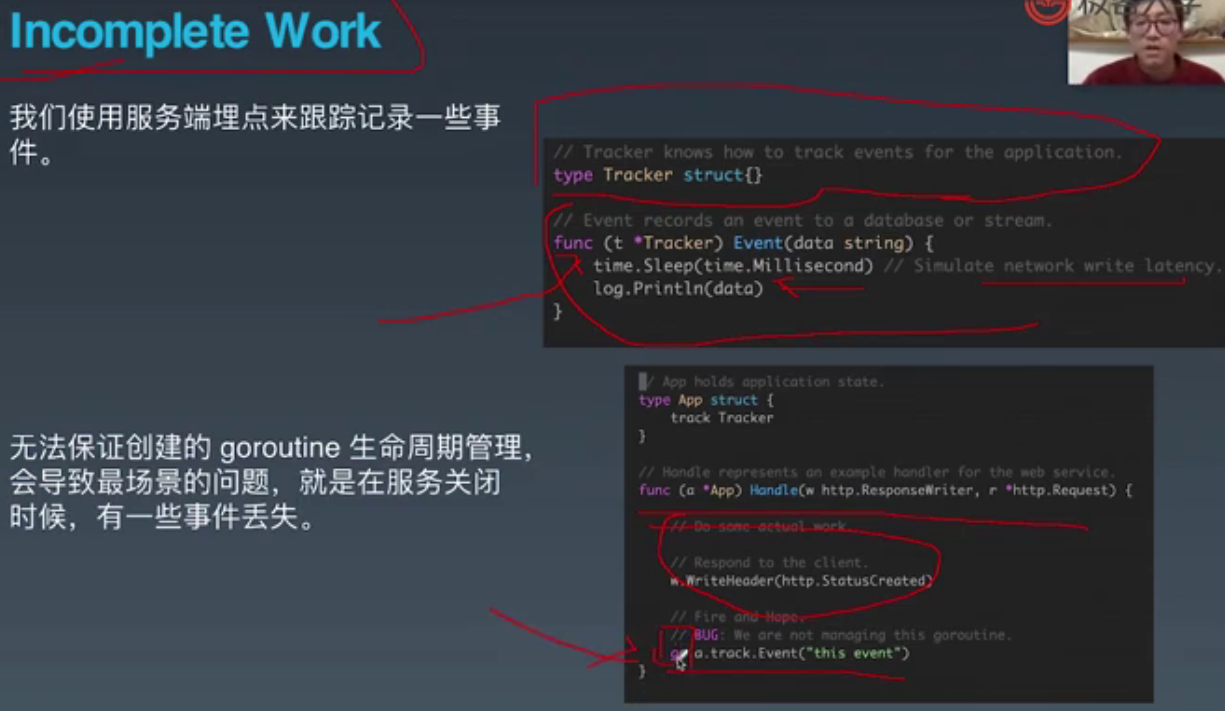 Incomplete Work
我们使用服务端埋点来跟踪记录一些事
件。
// Tracker knows how to track events for the application.
type Tracker struct{}
// Event records an event to a database or stream.
func (t *Tracker) Event(data string) {
time.Sleep(time.Millisecond) // Simulate network write latency.
log.Println(data)
}
无法保证创建的 goroutine 生命周期管理，
会导致最场景的问题，就是在服务关闭
时候，有一些事件丢失。
/ App holds application state.
type App struct {
track Tracker
}
// Handle represents an example handler for the web service.
func (a *App) Handle(w http.ResponseWriter, r *http.Request) {
// Do some actual work.
// Respond to the client.
w.WriteHeader(http.StatusCreated)
// Fire and Hope.
// BUG: We are not managing this goroutine.
a.track.Event("this event")
}